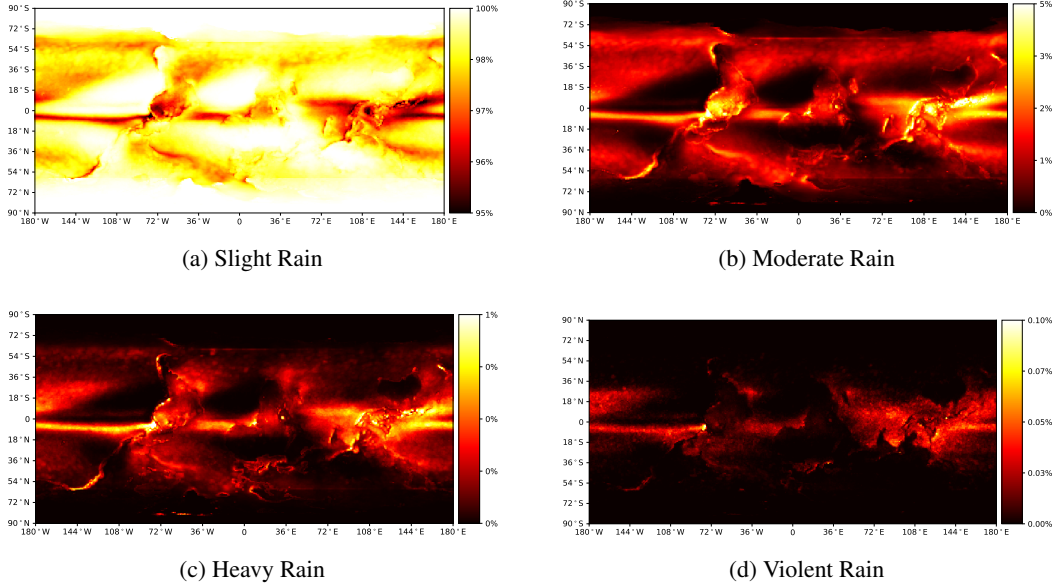 90°S
72°S
54°S
36°S
18°S
0
18°N
36°N
54°N
72°N
90°N
180°W 144°W 108°W 72°W 36°W 0 36°E 72°E 108°E 144°E 180°E
100%
98%
97%
96%
95%
(a) Slight Rain
90°S
72°S
54°S
36°S
18°S
0
18°N
36°N
54°N
72°N
90°N
180°W 144°W 108°W 72°W 36°W 0 36°E 72°E 108°E 144°E 180°E
5%
3%
2%
1%
0%
(b) Moderate Rain
90°S
72°S
54°S
36°S
18°S
0
18°N
36°N
54°N
72°N
90°N
180°W 144°W 108°W 72°W 36°W 0 36°E 72°E 108°E 144°E 180°E
1%
0%
0%
0%
0%
(c) Heavy Rain
90°N
72°N
54°N
36°N
18°N
0
18°S
36°S
54°S
72°S
90°S
180°W 144°W 108°W 72°W 36°W 0 36°E 72°E 108°E 144°E 180°E
0.10%
0.07%
0.05%
0.03%
0.00%
(d) Violent Rain